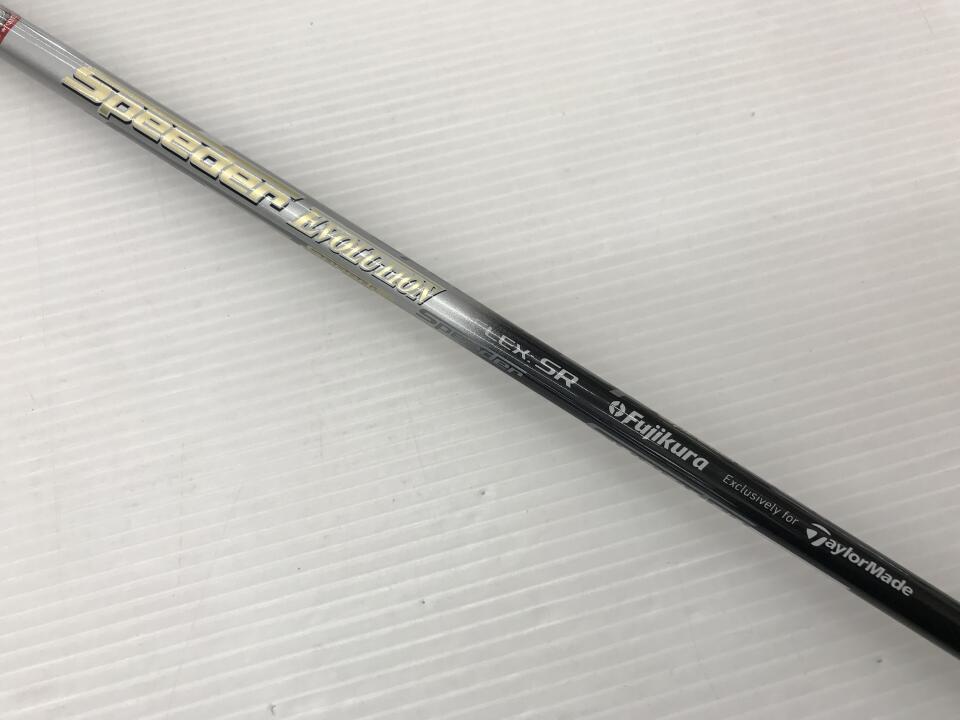 Speeder EVOLUTION
Speeder
FLEX:SR
Fujikura
Exclusively for
TaylorMade